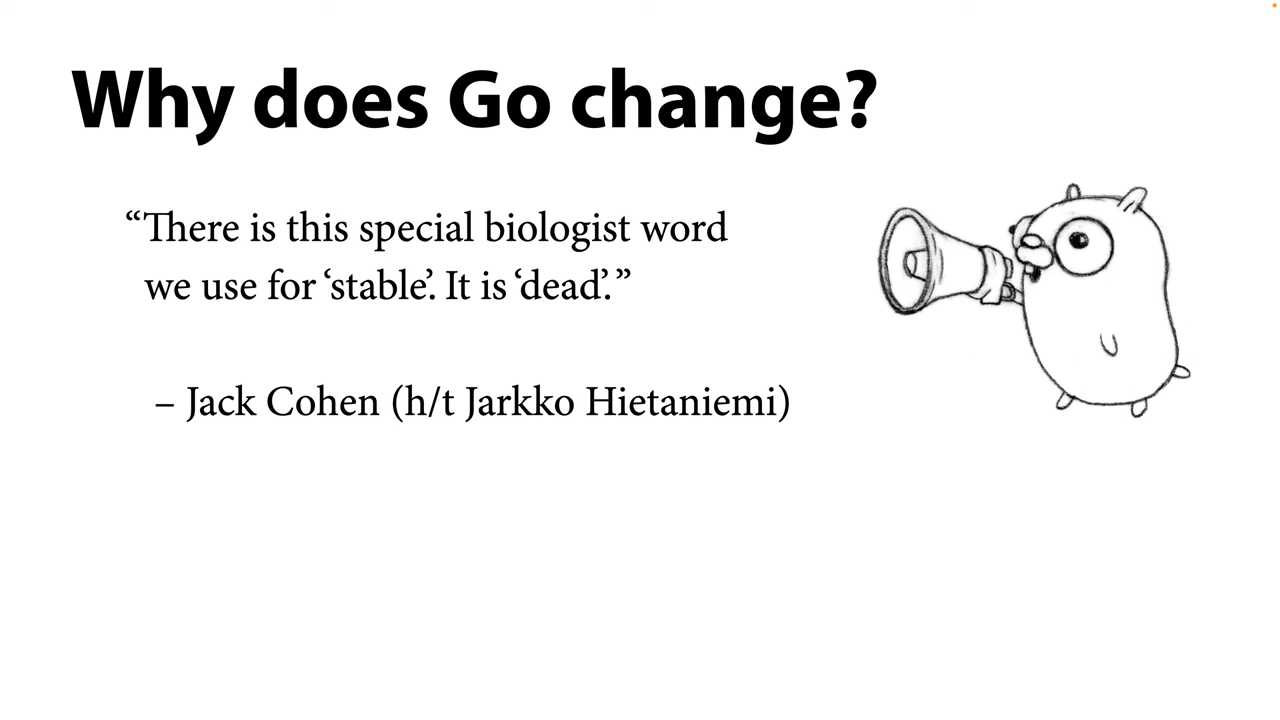 Why does Go change?
“There is this special biologist word
we use for ‘stable’. It is ‘dead’.”
– Jack Cohen (h/t Jarkko Hietaniemi)